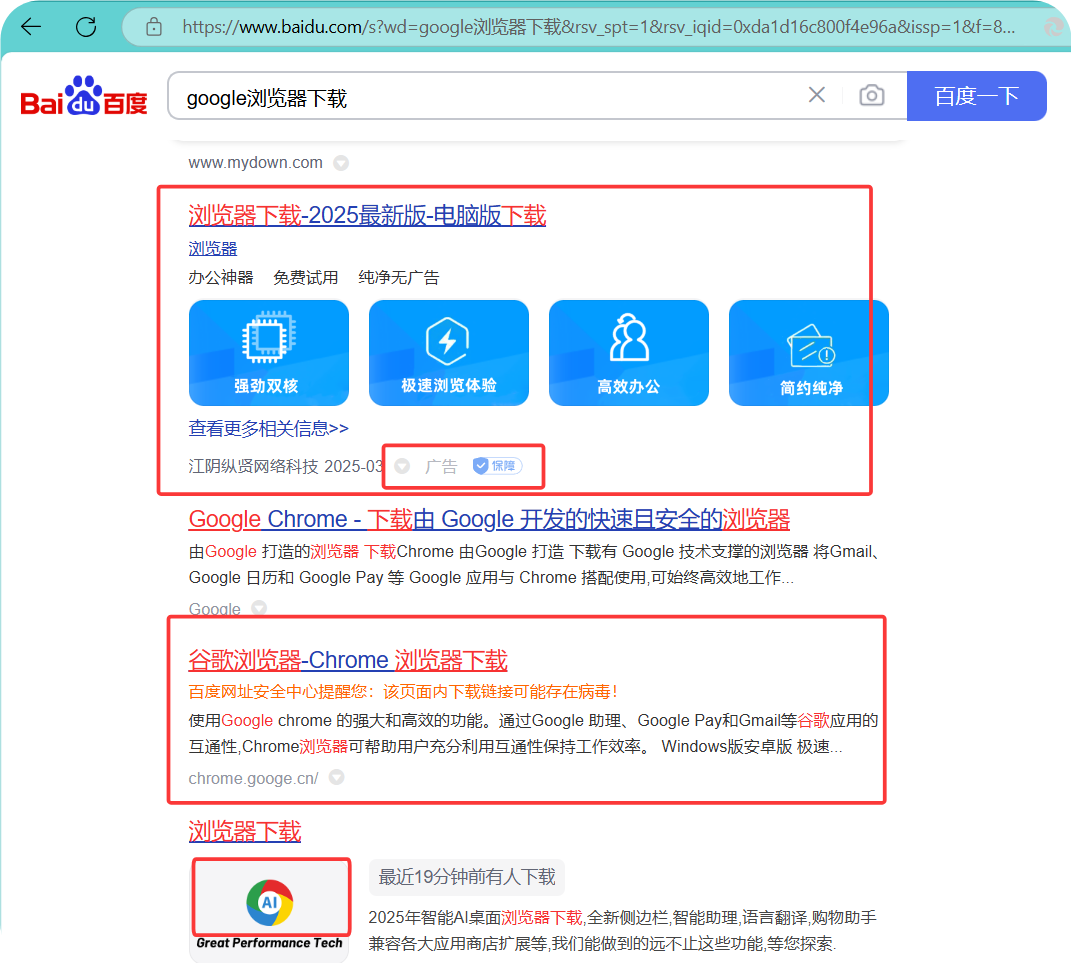 https://www.baidu.com/s?wd=google浏览器下载&rsv_spt=1&rsv_iqid=0xda1d16c800f4e96a&issp=1&f=8...
Bai du 百度
google浏览器下载
百度一下
www.mydown.com
浏览器下载-2025最新版-电脑版下载
浏览器
办公神器 免费试用 纯净无广告
强劲双核
极速浏览体验
高效办公
简约纯净
查看更多相关信息>>
江阴纵贤网络科技 2025-03 广告 保障
Google Chrome - 下载由 Google 开发的快速且安全的浏览器
由Google 打造的浏览器 下载Chrome 由Google 打造 下载有 Google 技术支撑的浏览器 将Gmail、
Google 日历和 Google Pay 等 Google 应用与 Chrome 搭配使用,可始终高效地工作...
Google
谷歌浏览器-Chrome 浏览器下载
百度网址安全中心提醒您：该页面内下载链接可能存在病毒！
使用Google chrome 的强大和高效的功能。通过Google 助理、Google Pay和Gmail等谷歌应用的
互通性,Chrome浏览器可帮助用户充分利用互通性保持工作效率。 Windows版安卓版 极速...
chrome.googe.cn/
浏览器下载
AI
Great Performance Tech
最近19分钟前有人下载
2025年智能AI桌面浏览器下载,全新侧边栏,智能助理,语言翻译,购物助手
兼容各大应用商店扩展等,我们能做到的远不止这些功能,等您探索.